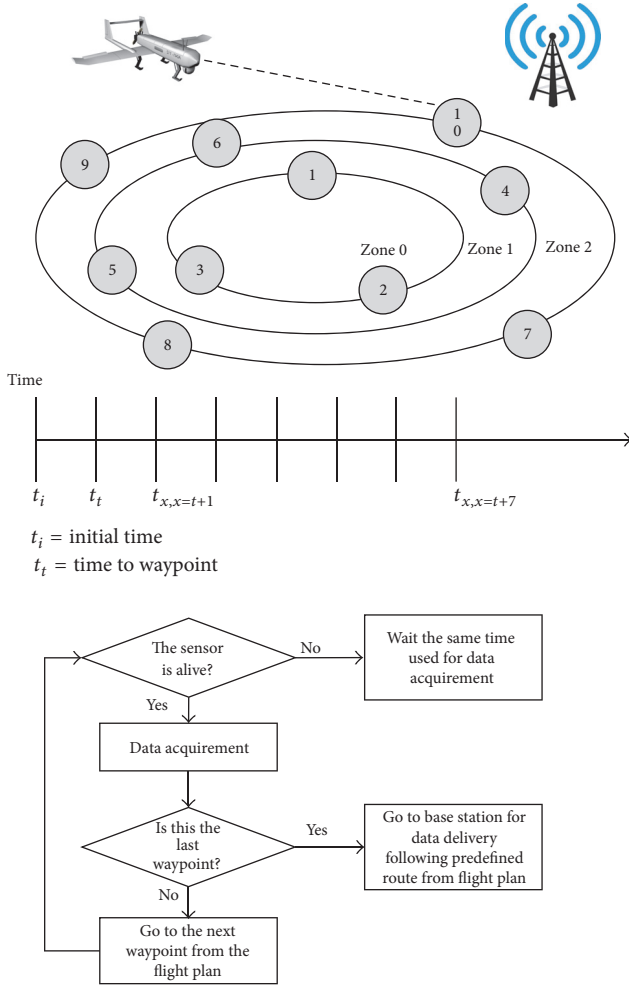 1
0
9
6
1
4
Zone 0
Zone 1
Zone 2
5
3
2
8
7
Time
t_i
t_t
t_{x,x=t+1}
t_{x,x=t+7}
t_i = initial time
t_t = time to waypoint
The sensor
is alive?
No
Wait the same time
used for data
acquirement
Yes
Data acquirement
Is this the
last
waypoint?
Yes
Go to base station for
data delivery
following predefined
route from flight plan
No
Go to the next
waypoint from the
flight plan